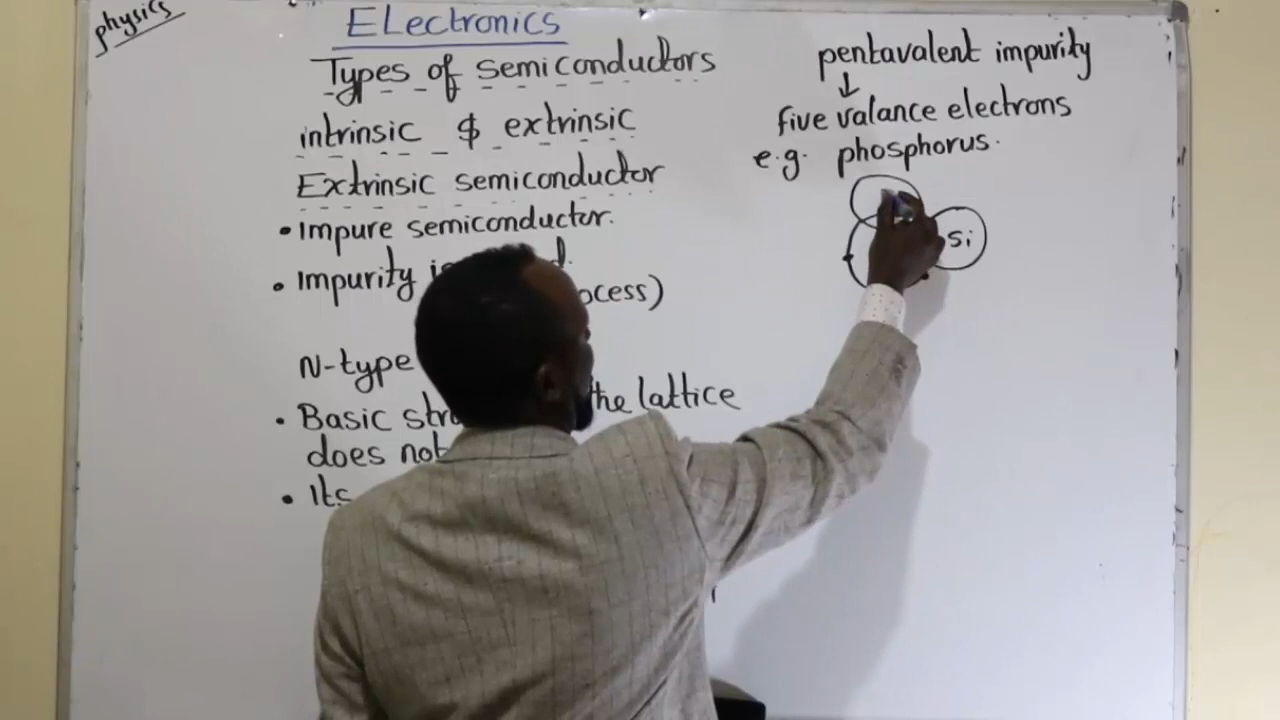 physics
ELectronics
Types of semiconductors
intrinsic & extrinsic
Extrinsic semiconductor
• Impure semiconductor.
• Impurity
N-type
• Basic the lattice
does not
• Its
pentavalent impurity
↓
five valance electrons
e.g. phosphorus.
Si